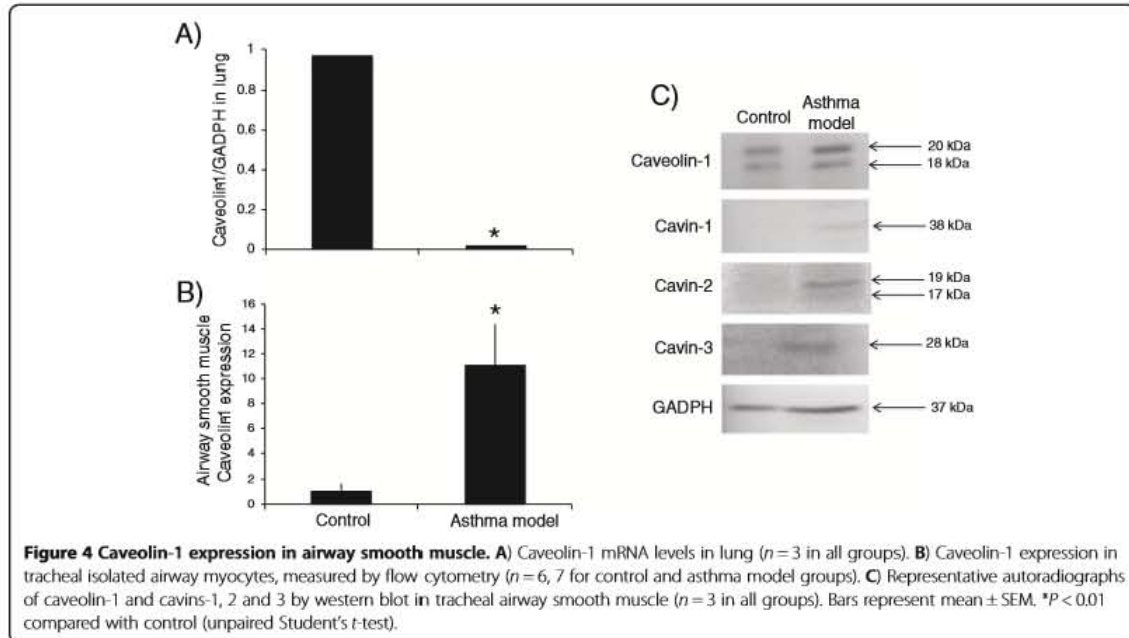 A)
Caveolin1/GADPH in lung
1
0.8
0.6
0.4
0.2
0
*
B)
Airway smooth muscle
Caveolin1 expression
16
14
12
10
8
6
4
2
0
*
Control
Asthma model
C)
Control
Asthma
model
Caveolin-1
20 kDa
18 kDa
Cavin-1
38 kDa
Cavin-2
19 kDa
17 kDa
Cavin-3
28 kDa
GADPH
37 kDa
Figure 4 Caveolin-1 expression in airway smooth muscle. A) Caveolin-1 mRNA levels in lung (n = 3 in all groups). B) Caveolin-1 expression in
tracheal isolated airway myocytes, measured by flow cytometry (n = 6, 7 for control and asthma model groups). C) Representative autoradiographs
of caveolin-1 and cavins-1, 2 and 3 by western blot in tracheal airway smooth muscle (n = 3 in all groups). Bars represent mean ± SEM. *P < 0.01
compared with control (unpaired Student's t-test).